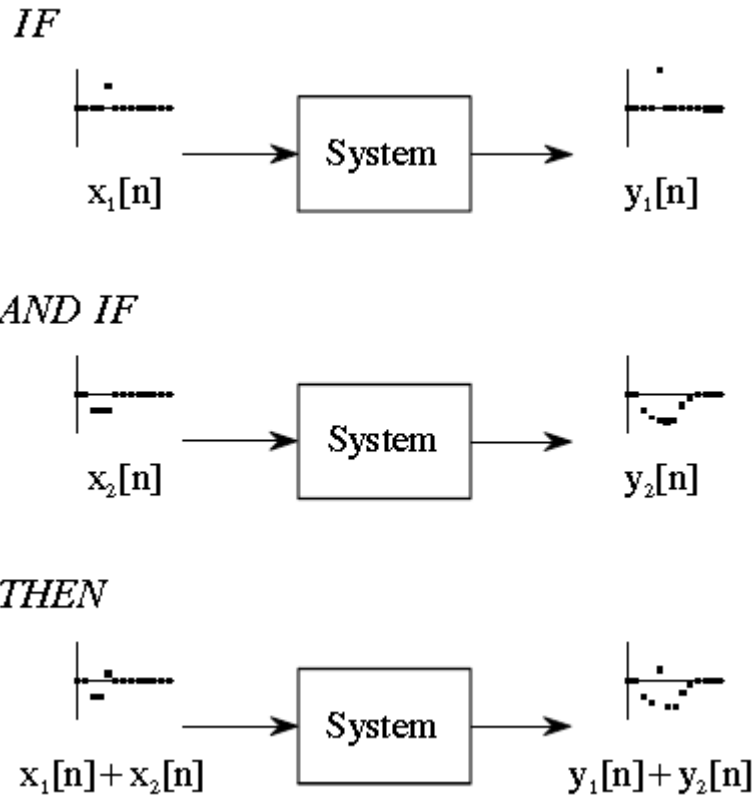 IF
System
x₁[n]
y₁[n]
AND IF
System
x₂[n]
y₂[n]
THEN
System
x₁[n]+x₂[n]
y₁[n]+y₂[n]